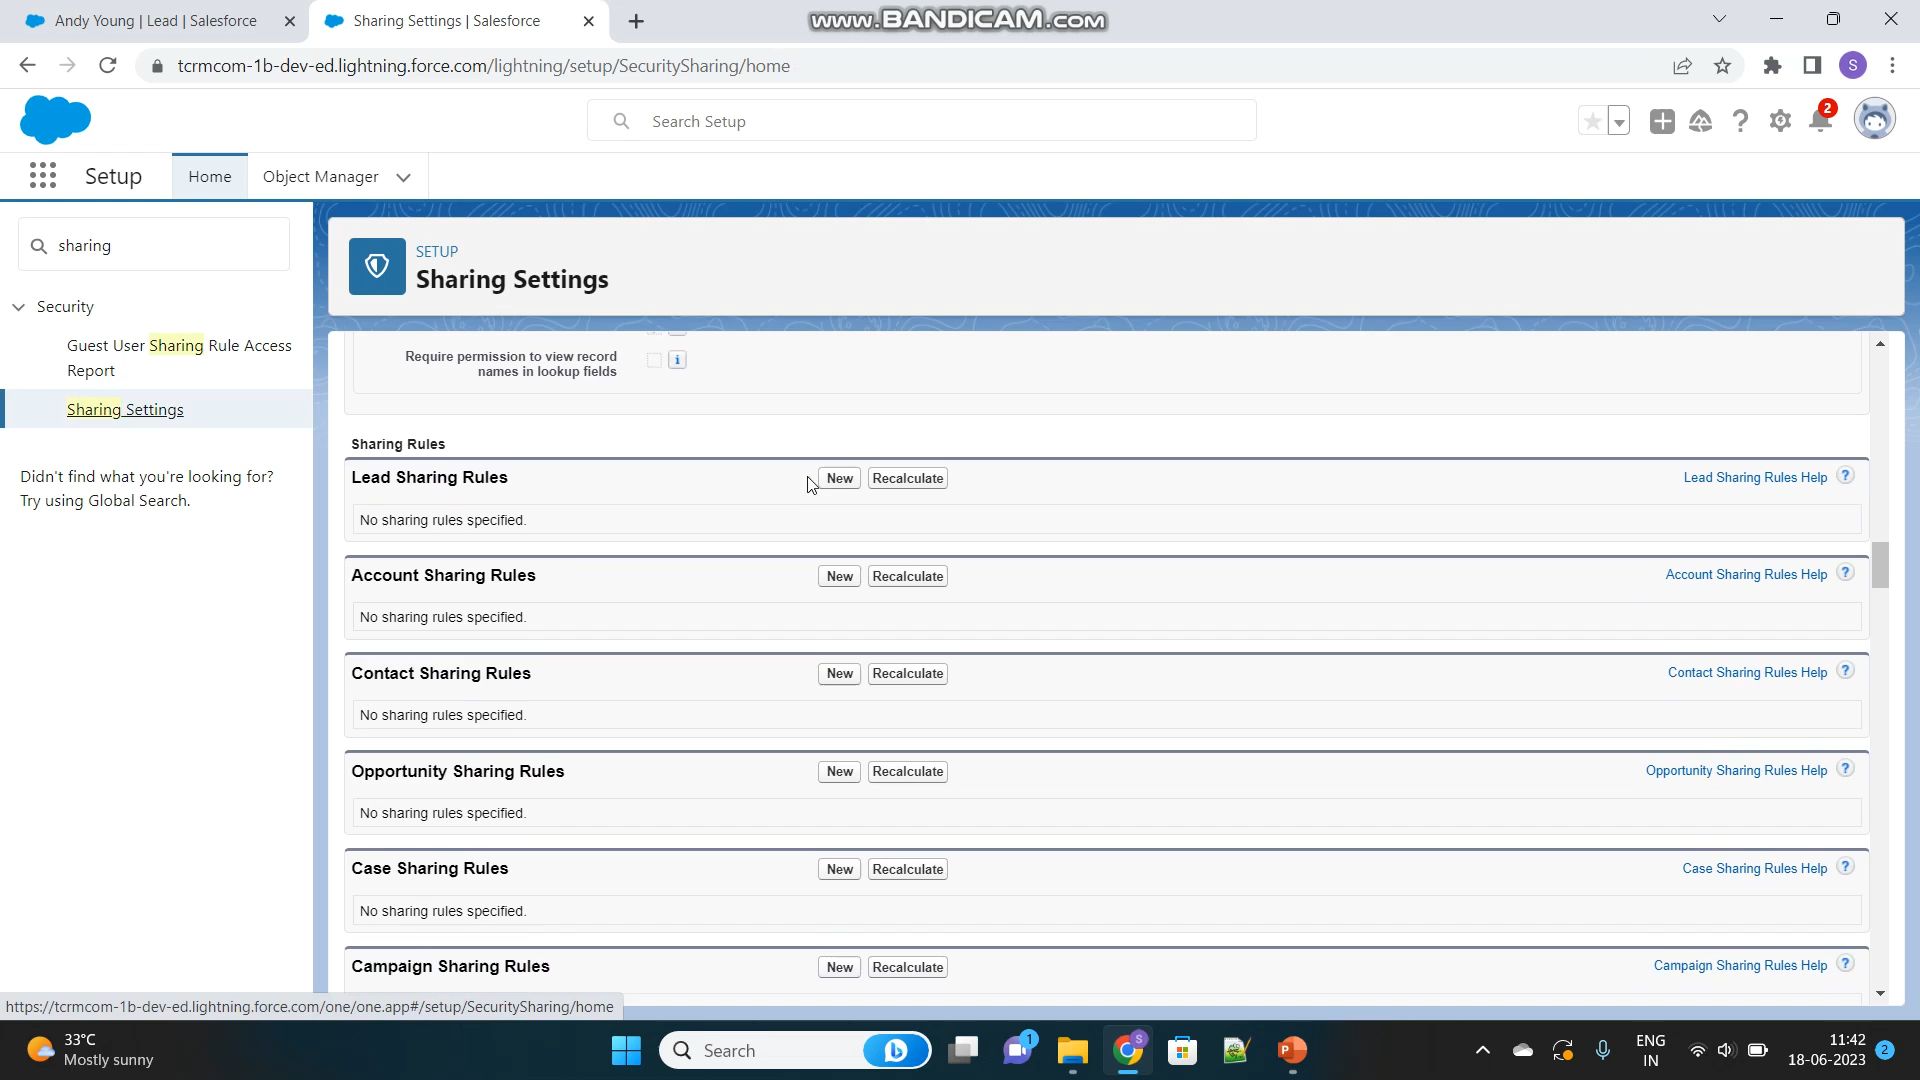 Andy Young | Lead | Salesforce
Sharing Settings | Salesforce
www.BANDICAM.com
tcrmcom-1b-dev-ed.lightning.force.com/lightning/setup/SecuritySharing/home
S
Search Setup
2
Setup
Home
Object Manager
sharing
Security
Guest User Sharing Rule Access
Report
Sharing Settings
Didn't find what you're looking for?
Try using Global Search.
SETUP
Sharing Settings
Require permission to view record
names in lookup fields
i
Sharing Rules
Lead Sharing Rules
New
Recalculate
Lead Sharing Rules Help ?
No sharing rules specified.
Account Sharing Rules
New
Recalculate
Account Sharing Rules Help ?
No sharing rules specified.
Contact Sharing Rules
New
Recalculate
Contact Sharing Rules Help ?
No sharing rules specified.
Opportunity Sharing Rules
New
Recalculate
Opportunity Sharing Rules Help ?
No sharing rules specified.
Case Sharing Rules
New
Recalculate
Case Sharing Rules Help ?
No sharing rules specified.
Campaign Sharing Rules
New
Recalculate
Campaign Sharing Rules Help ?
https://tcrmcom-1b-dev-ed.lightning.force.com/one/one.app#/setup/SecuritySharing/home
33°C
Mostly sunny
Search
1
S
P
ENG
IN
11:42
18-06-2023
2